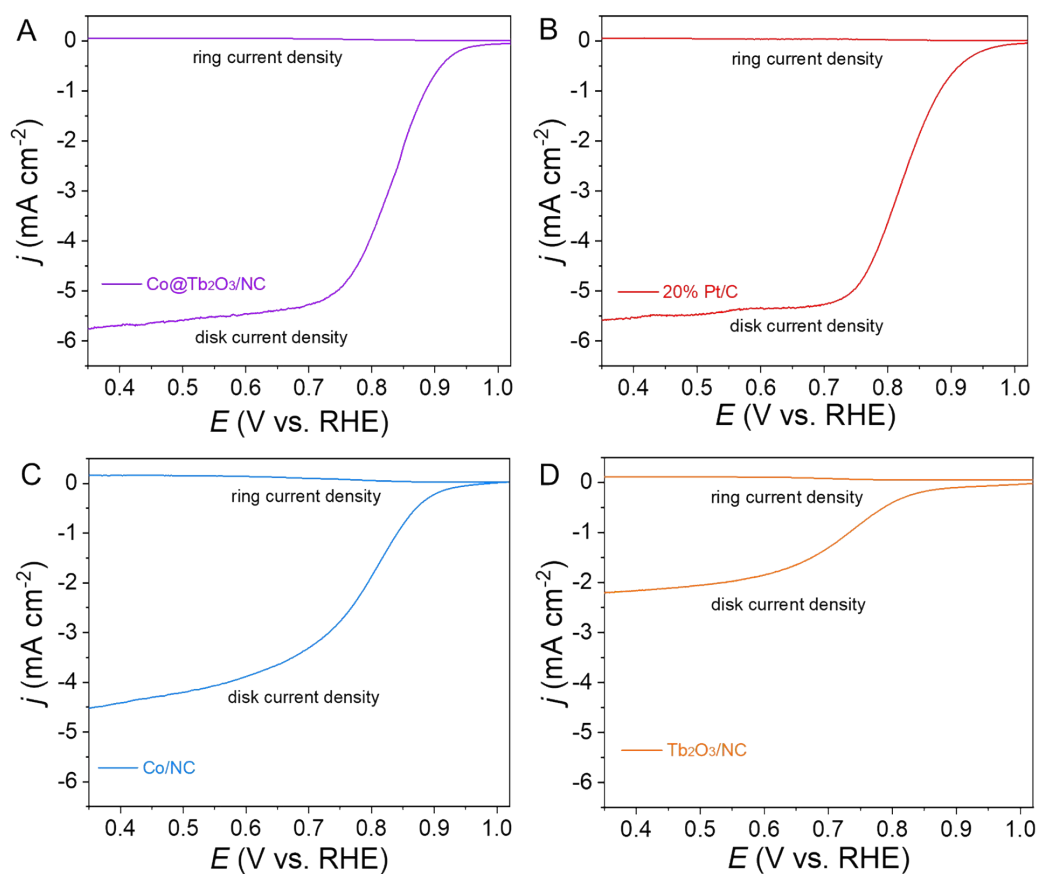 A
0
-1
-2
-3
-4
-5
-6
j (mA cm⁻²)
ring current density
Co@Tb₂O₃/NC
disk current density
0.4 0.5 0.6 0.7 0.8 0.9 1.0
E (V vs. RHE)
B
0
-1
-2
-3
-4
-5
-6
j (mA cm⁻²)
ring current density
20% Pt/C
disk current density
0.4 0.5 0.6 0.7 0.8 0.9 1.0
E (V vs. RHE)
C
0
-1
-2
-3
-4
-5
-6
j (mA cm⁻²)
ring current density
disk current density
Co/NC
0.4 0.5 0.6 0.7 0.8 0.9 1.0
E (V vs. RHE)
D
0
-1
-2
-3
-4
-5
-6
j (mA cm⁻²)
ring current density
disk current density
Tb₂O₃/NC
0.4 0.5 0.6 0.7 0.8 0.9 1.0
E (V vs. RHE)